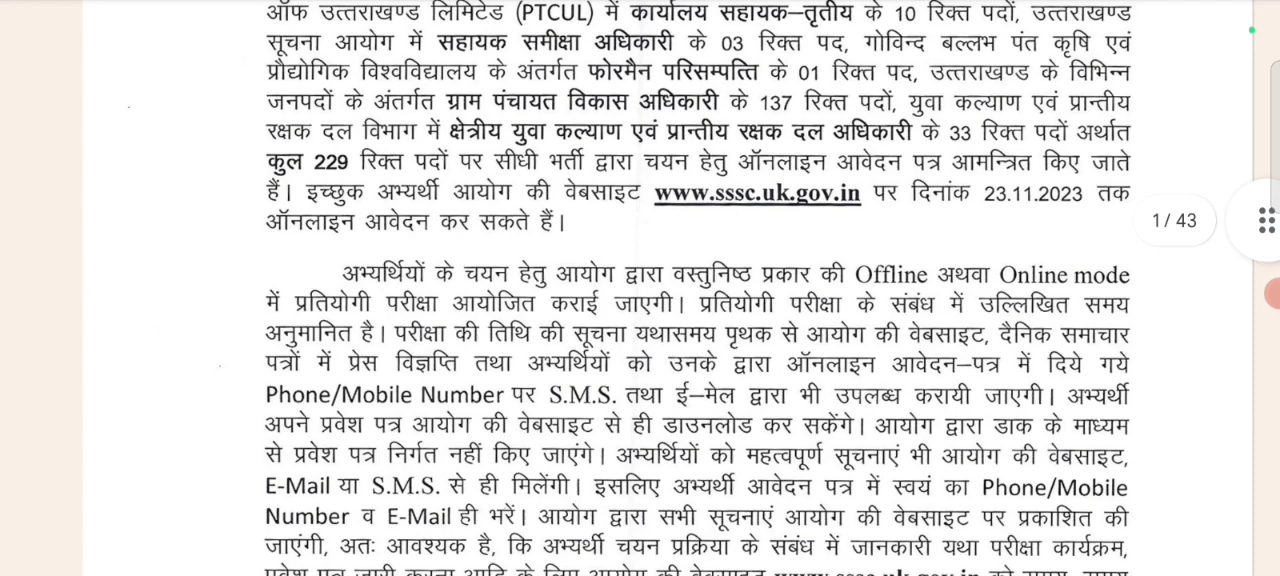 ऑफ उत्तराखण्ड लिमिटेड (PTCUL) में कार्यालय सहायक–तृतीय के 10 रिक्त पदों, उत्तराखण्ड
सूचना आयोग में सहायक समीक्षा अधिकारी के 03 रिक्त पद, गोविन्द बल्लभ पंत कृषि एवं
प्रौद्योगिक विश्वविद्यालय के अंतर्गत फोरमैन परिसम्पत्ति के 01 रिक्त पद, उत्तराखण्ड के विभिन्न
जनपदों के अंतर्गत ग्राम पंचायत विकास अधिकारी के 137 रिक्त पदों, युवा कल्याण एवं प्रान्तीय
रक्षक दल विभाग में क्षेत्रीय युवा कल्याण एवं प्रान्तीय रक्षक दल अधिकारी के 33 रिक्त पदों अर्थात
कुल 229 रिक्त पदों पर सीधी भर्ती द्वारा चयन हेतु ऑनलाइन आवेदन पत्र आमन्त्रित किए जाते
हैं। इच्छुक अभ्यर्थी आयोग की वेबसाइट www.sssc.uk.gov.in पर दिनांक 23.11.2023 तक
ऑनलाइन आवेदन कर सकते हैं।
1 / 43
अभ्यर्थियों के चयन हेतु आयोग द्वारा वस्तुनिष्ठ प्रकार की Offline अथवा Online mode
में प्रतियोगी परीक्षा आयोजित कराई जाएगी। प्रतियोगी परीक्षा के संबंध में उल्लिखित समय
अनुमानित है। परीक्षा की तिथि की सूचना यथासमय पृथक से आयोग की वेबसाइट, दैनिक समाचार
पत्रों में प्रेस विज्ञप्ति तथा अभ्यर्थियों को उनके द्वारा ऑनलाइन आवेदन–पत्र में दिये गये
Phone/Mobile Number पर S.M.S. तथा ई–मेल द्वारा भी उपलब्ध करायी जाएगी। अभ्यर्थी
अपने प्रवेश पत्र आयोग की वेबसाइट से ही डाउनलोड कर सकेंगे। आयोग द्वारा डाक के माध्यम
से प्रवेश पत्र निर्गत नहीं किए जाएंगे। अभ्यर्थियों को महत्वपूर्ण सूचनाएं भी आयोग की वेबसाइट,
E-Mail या S.M.S. से ही मिलेंगी। इसलिए अभ्यर्थी आवेदन पत्र में स्वयं का Phone/Mobile
Number व E-Mail ही भरें। आयोग द्वारा सभी सूचनाएं आयोग की वेबसाइट पर प्रकाशित की
जाएंगी, अतः आवश्यक है, कि अभ्यर्थी चयन प्रक्रिया के संबंध में जानकारी यथा परीक्षा कार्यक्रम,